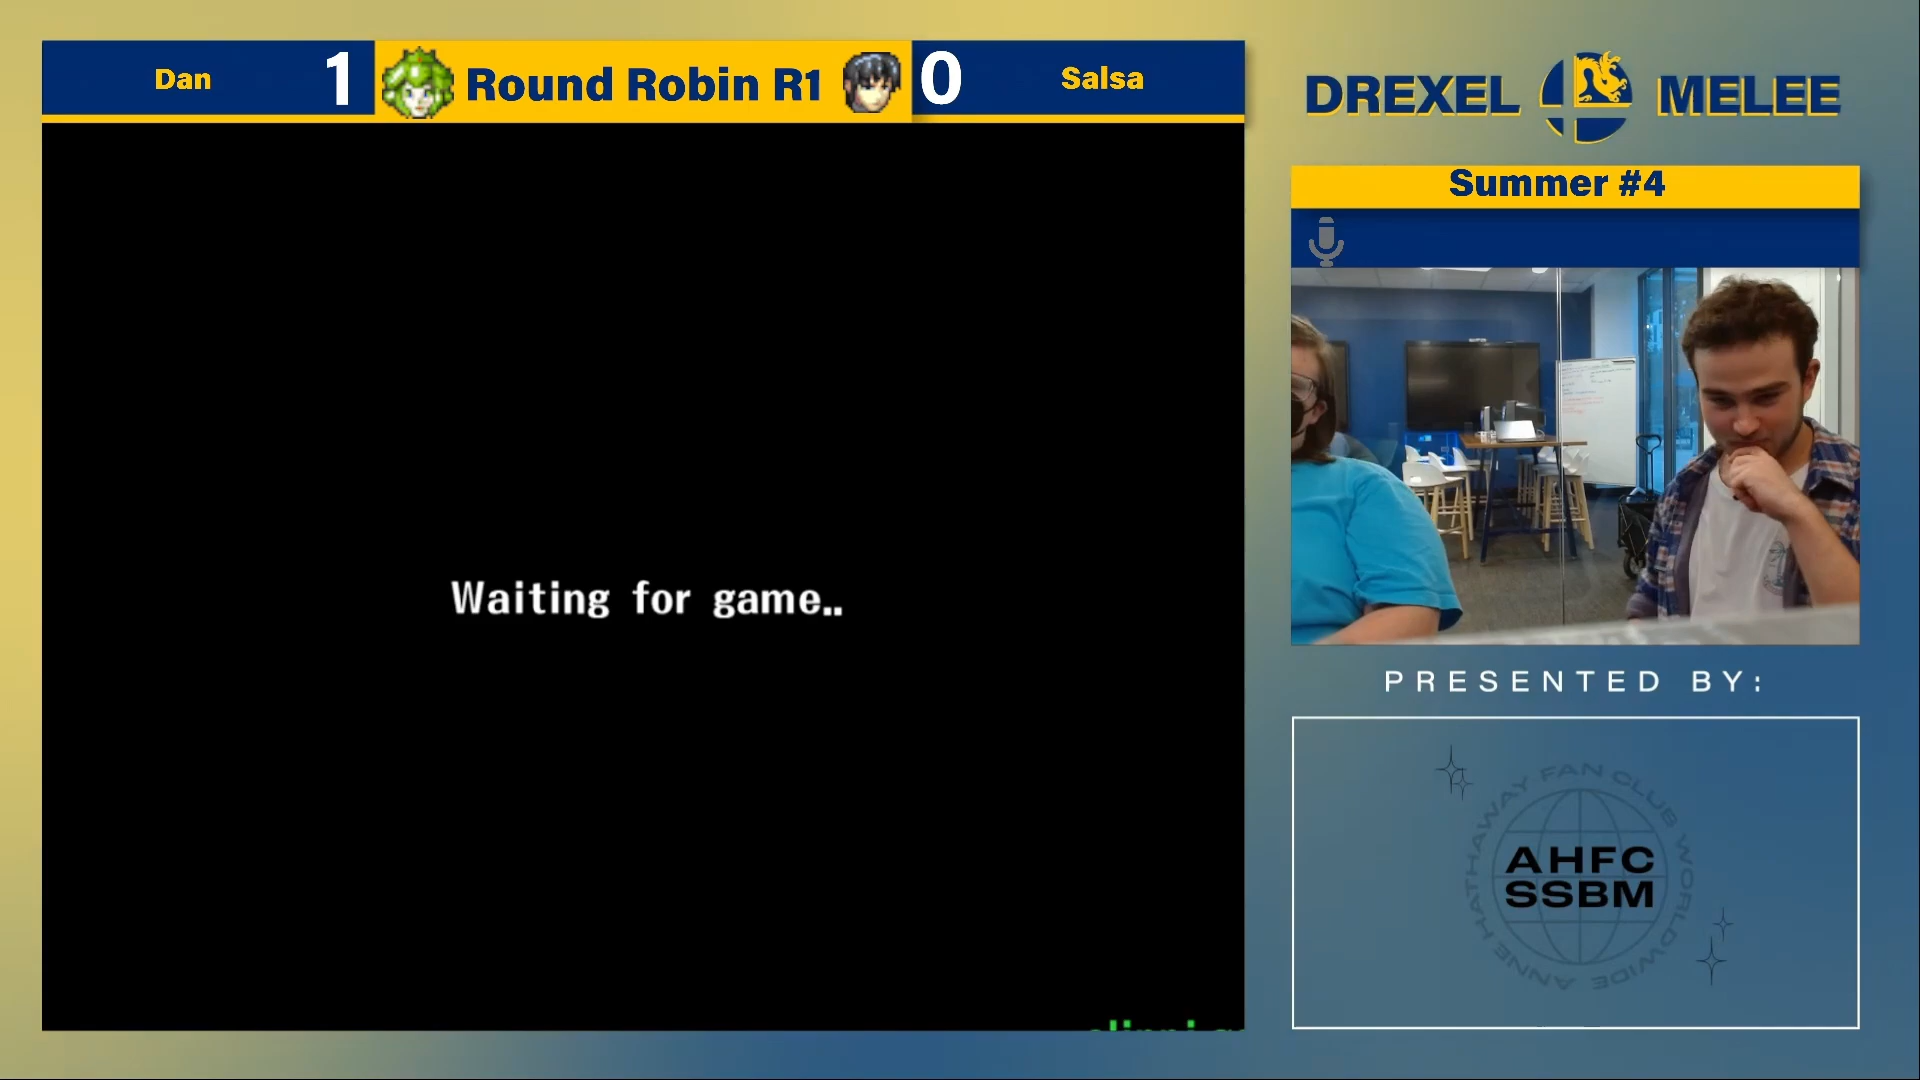 Dan 1 Round Robin R1 0 Salsa
DREXEL MELEE
Summer #4
Waiting for game..
PRESENTED BY:
ANNE HATHAWAY FAN CLUB WORLDWIDE
AHFC
SSBM